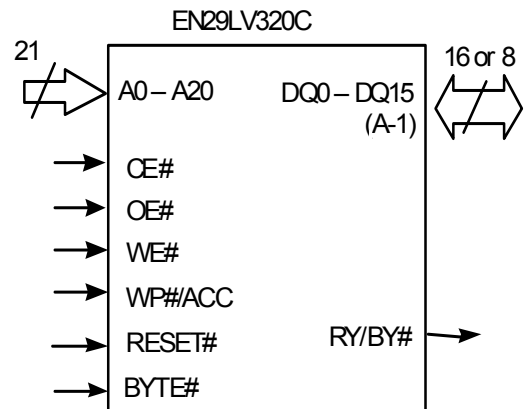 EN29LV320C
21
16 or 8
A0 – A20
DQ0 – DQ15
(A-1)
CE#
OE#
WE#
WP#/ACC
RESET#
RY/BY#
BYTE#